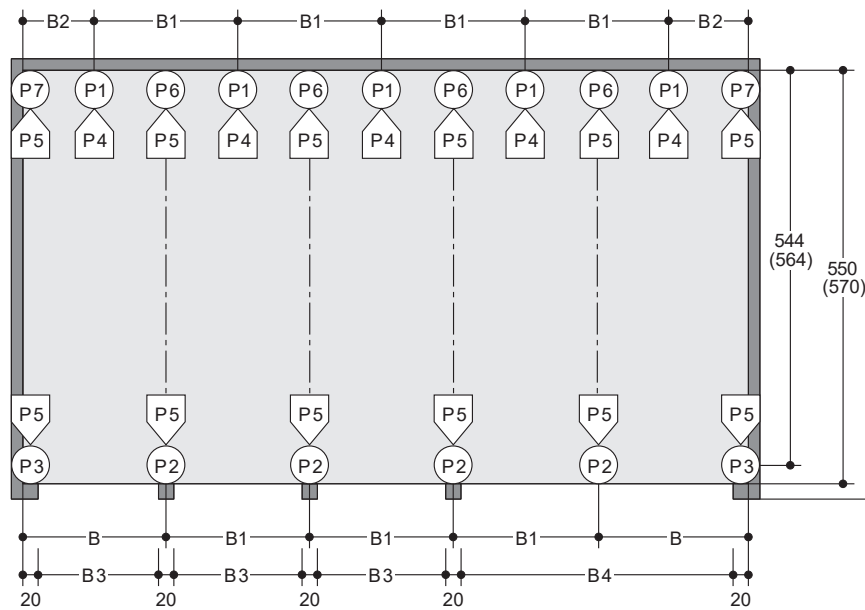 B2 B1 B1 B1 B1 B2
P7 P1 P6 P1 P6 P1 P6 P1 P6 P1 P7
P5 P4 P5 P4 P5 P4 P5 P4 P5 P4 P5
544
(564)
550
(570)
P5 P5 P5 P5 P5 P5
P3 P2 P2 P2 P2 P3
B B1 B1 B1 B
B3 B3 B3 B4
20 20 20 20 20